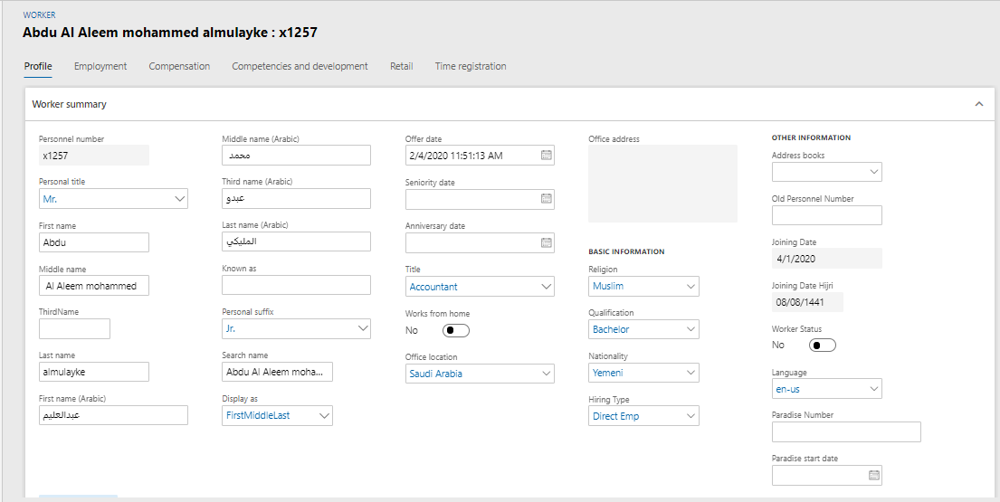 WORKER
Abdu Al Aleem mohammed almulayke : x1257
Profile Employment Compensation Competencies and development Retail Time registration
Worker summary
Personnel number
x1257
Personal title
Mr.
First name
Abdu
Middle name
Al Aleem mohammed
ThirdName
Last name
almulayke
First name (Arabic)
عبدالعليم
Middle name (Arabic)
محمد
Third name (Arabic)
عبدو
Last name (Arabic)
المليكي
Known as
Personal suffix
Jr.
Search name
Abdu Al Aleem moha...
Display as
FirstMiddleLast
Offer date
2/4/2020 11:51:13 AM
Seniority date
Anniversary date
Title
Accountant
Works from home
No
Office location
Saudi Arabia
Office address
BASIC INFORMATION
Religion
Muslim
Qualification
Bachelor
Nationality
Yemeni
Hiring Type
Direct Emp
OTHER INFORMATION
Address books
Old Personnel Number
Joining Date
4/1/2020
Joining Date Hijri
08/08/1441
Worker Status
No
Language
en-us
Paradise Number
Paradise start date